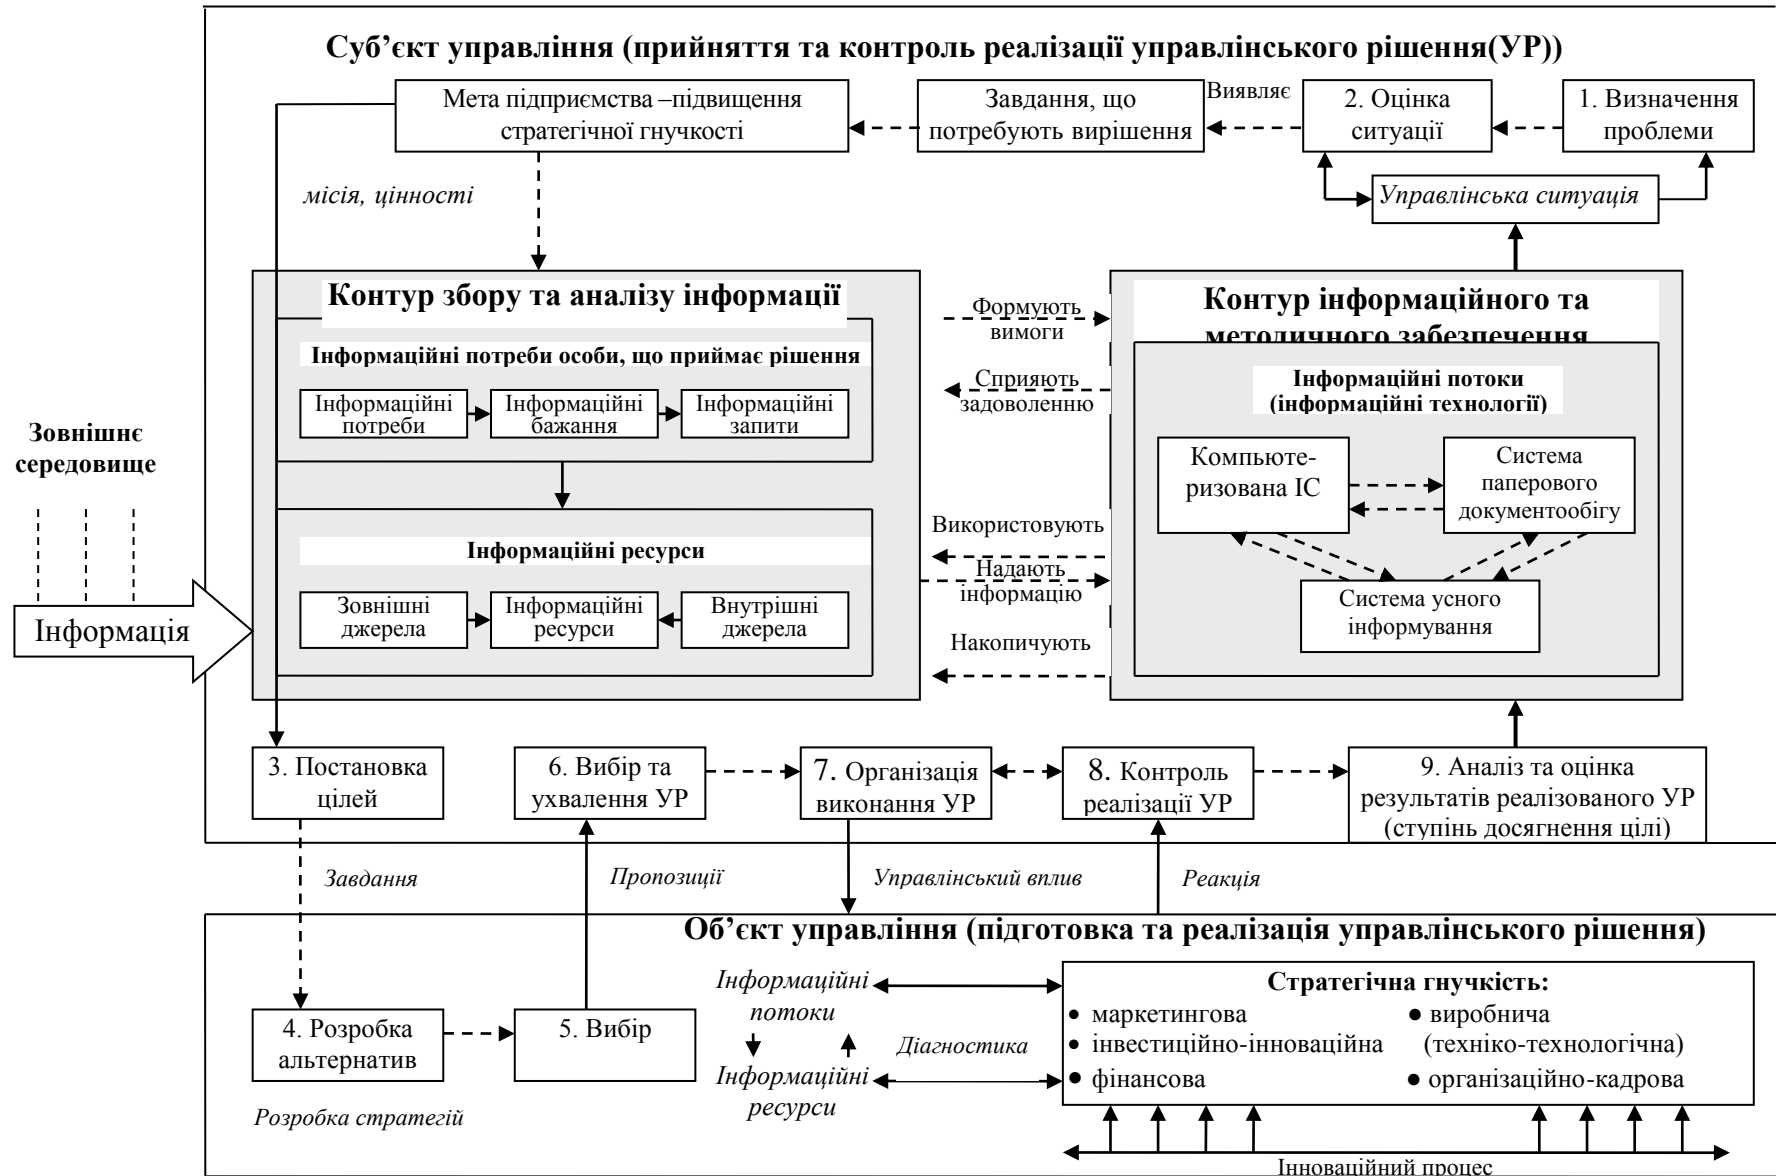 Суб’єкт управління (прийняття та контроль реалізації управлінського рішення(УР))
Мета підприємства –підвищення
стратегічної гнучкості
Завдання, що
потребують вирішення
Виявляє
2. Оцінка
ситуації
1. Визначення
проблеми
місія, цінності
Управлінська ситуація
Контур збору та аналізу інформації
Інформаційні потреби особи, що приймає рішення
Інформаційні
потреби
Інформаційні
бажання
Інформаційні
запити
Формують
вимоги
Сприяють
задоволенню
Контур інформаційного та
методичного забезпечення
Інформаційні потоки
(інформаційні технології)
Компьюте-
ризована ІС
Система
паперового
документообігу
Система усного
інформування
Зовнішнє
середовище
Інформація
Інформаційні ресурси
Зовнішні
джерела
Інформаційні
ресурси
Внутрішні
джерела
Використовують
Надають
інформацію
Накопичують
3. Постановка
цілей
6. Вибір та
ухвалення УР
7. Організація
виконання УР
8. Контроль
реалізації УР
9. Аналіз та оцінка
результатів реалізованого УР
(ступінь досягнення цілі)
Завдання
Пропозиції
Управлінський вплив
Реакція
Об’єкт управління (підготовка та реалізація управлінського рішення)
4. Розробка
альтернатив
5. Вибір
Розробка стратегій
Інформаційні
потоки
Діагностика
Інформаційні
ресурси
Стратегічна гнучкість:
● маркетингова
● інвестиційно-інноваційна
● фінансова
● виробнича
(техніко-технологічна)
● організаційно-кадрова
Інноваційний процес